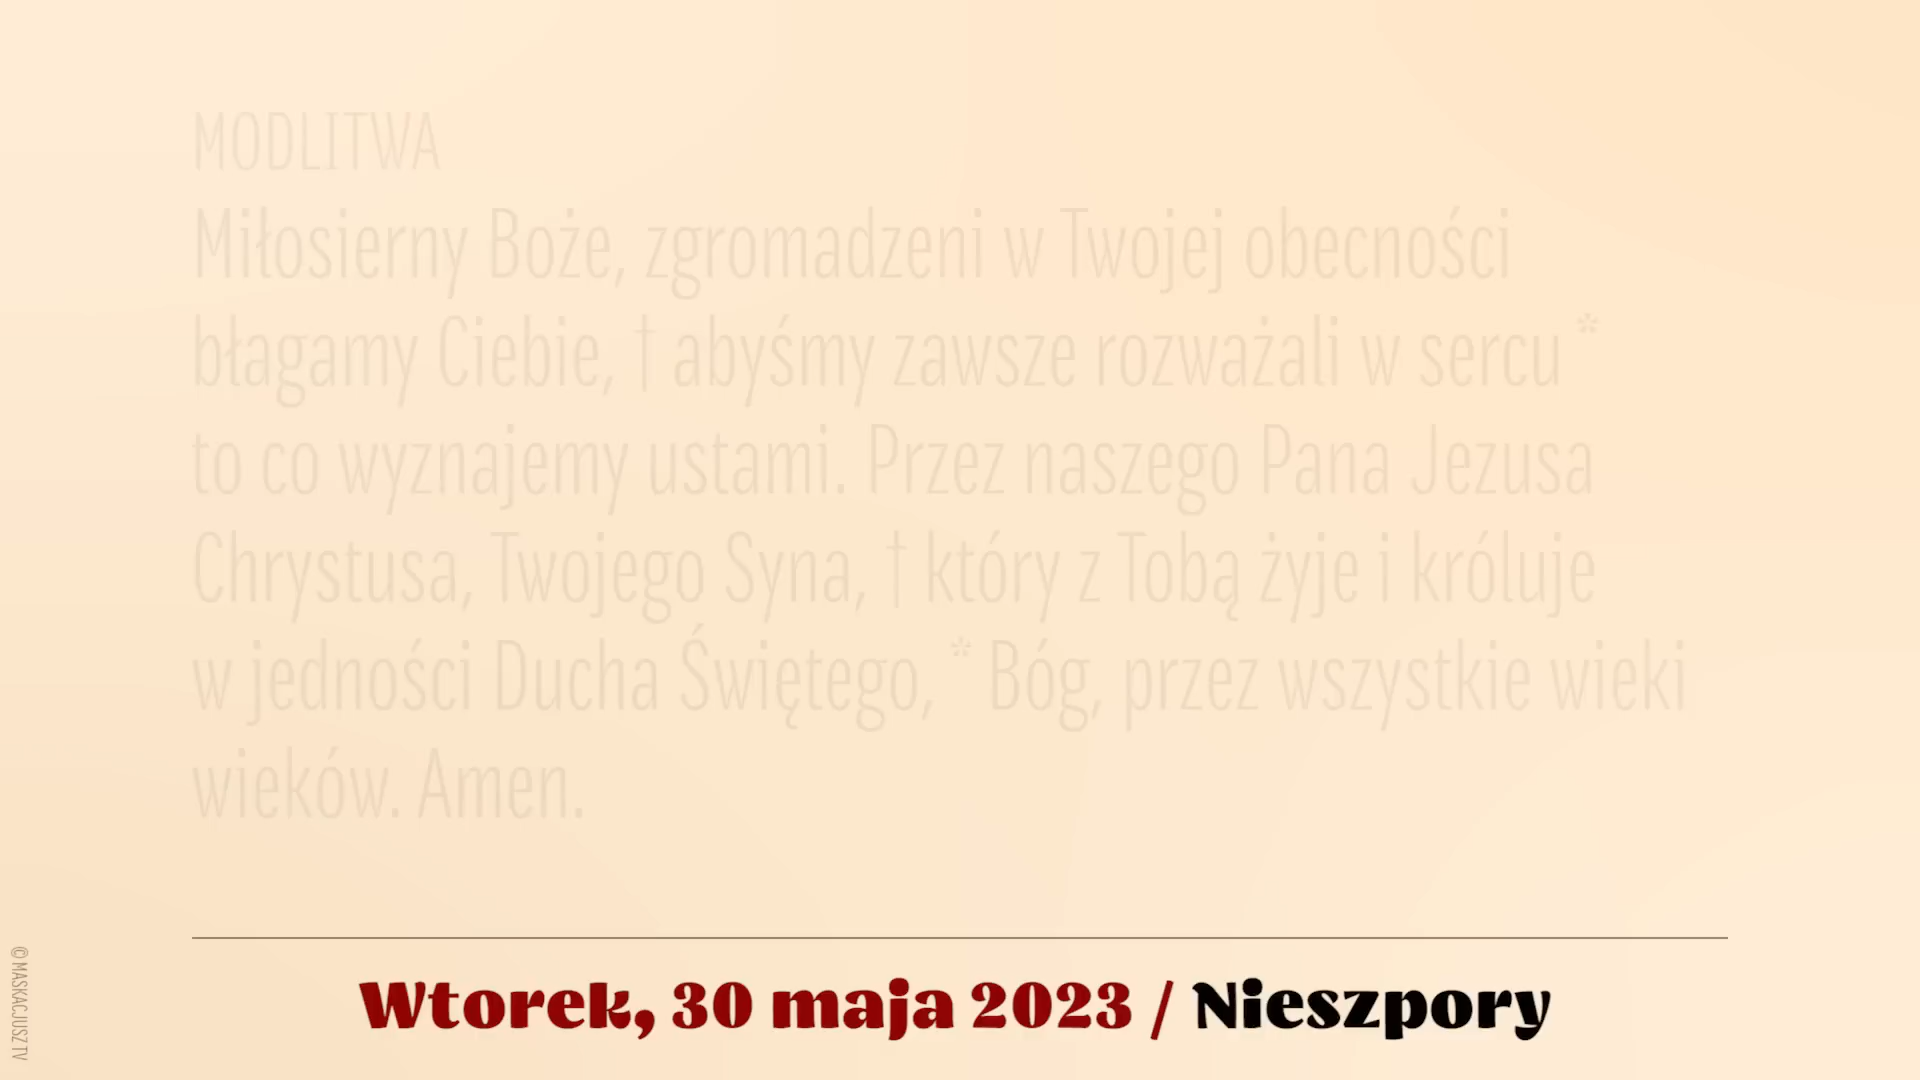 MODLITWA
Miłosierny Boże, zgromadzeni w Twojej obecności
błagamy Ciebie, † abyśmy zawsze rozważali w sercu *
to co wyznajemy ustami. Przez naszego Pana Jezusa
Chrystusa, Twojego Syna, † który z Tobą żyje i króluje
w jedności Ducha Świętego, * Bóg, przez wszystkie wieki
wieków. Amen.
Wtorek, 30 maja 2023 / Nieszpory
© MASKACJUSZ TV